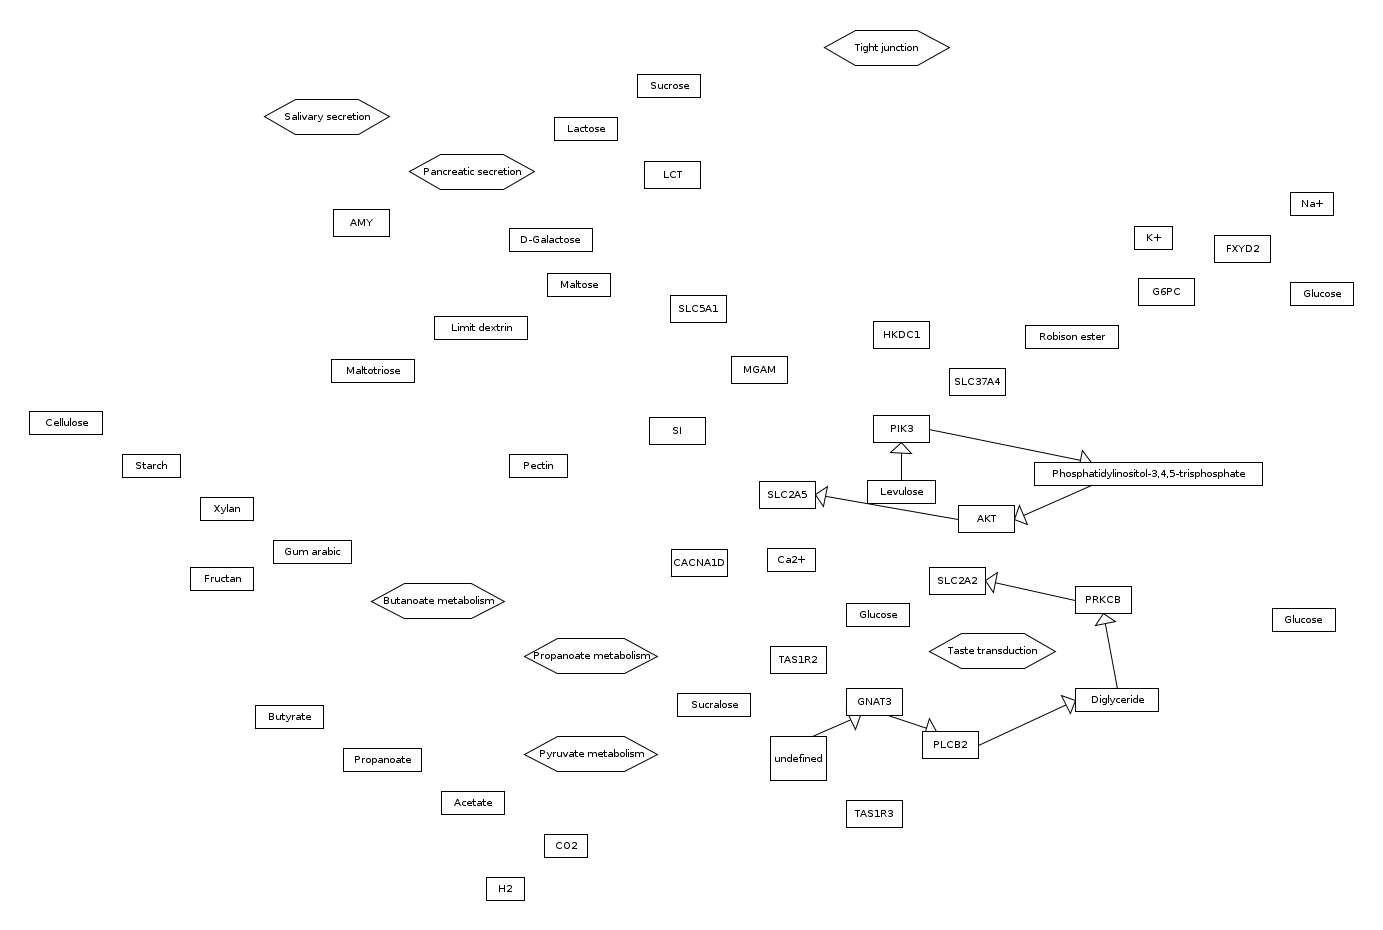 Tight junction
Sucrose
Salivary secretion
Lactose
Pancreatic secretion
LCT
Na+
AMY
D-Galactose
K+
FXYD2
Maltose
G6PC
Glucose
SLC5A1
Limit dextrin
HKDC1
Robison ester
Maltotriose
MGAM
SLC37A4
Cellulose
SI
PIK3
Starch
Pectin
Phosphatidylinositol-3,4,5-trisphosphate
SLC2A5
Levulose
Xylan
AKT
Gum arabic
CACNA1D
Ca2+
Fructan
SLC2A2
Butanoate metabolism
PRKCB
Glucose
Glucose
Propanoate metabolism
TAS1R2
Taste transduction
Sucralose
GNAT3
Diglyceride
Butyrate
PLCB2
Propanoate
Pyruvate metabolism
undefined
Acetate
TAS1R3
CO2
H2